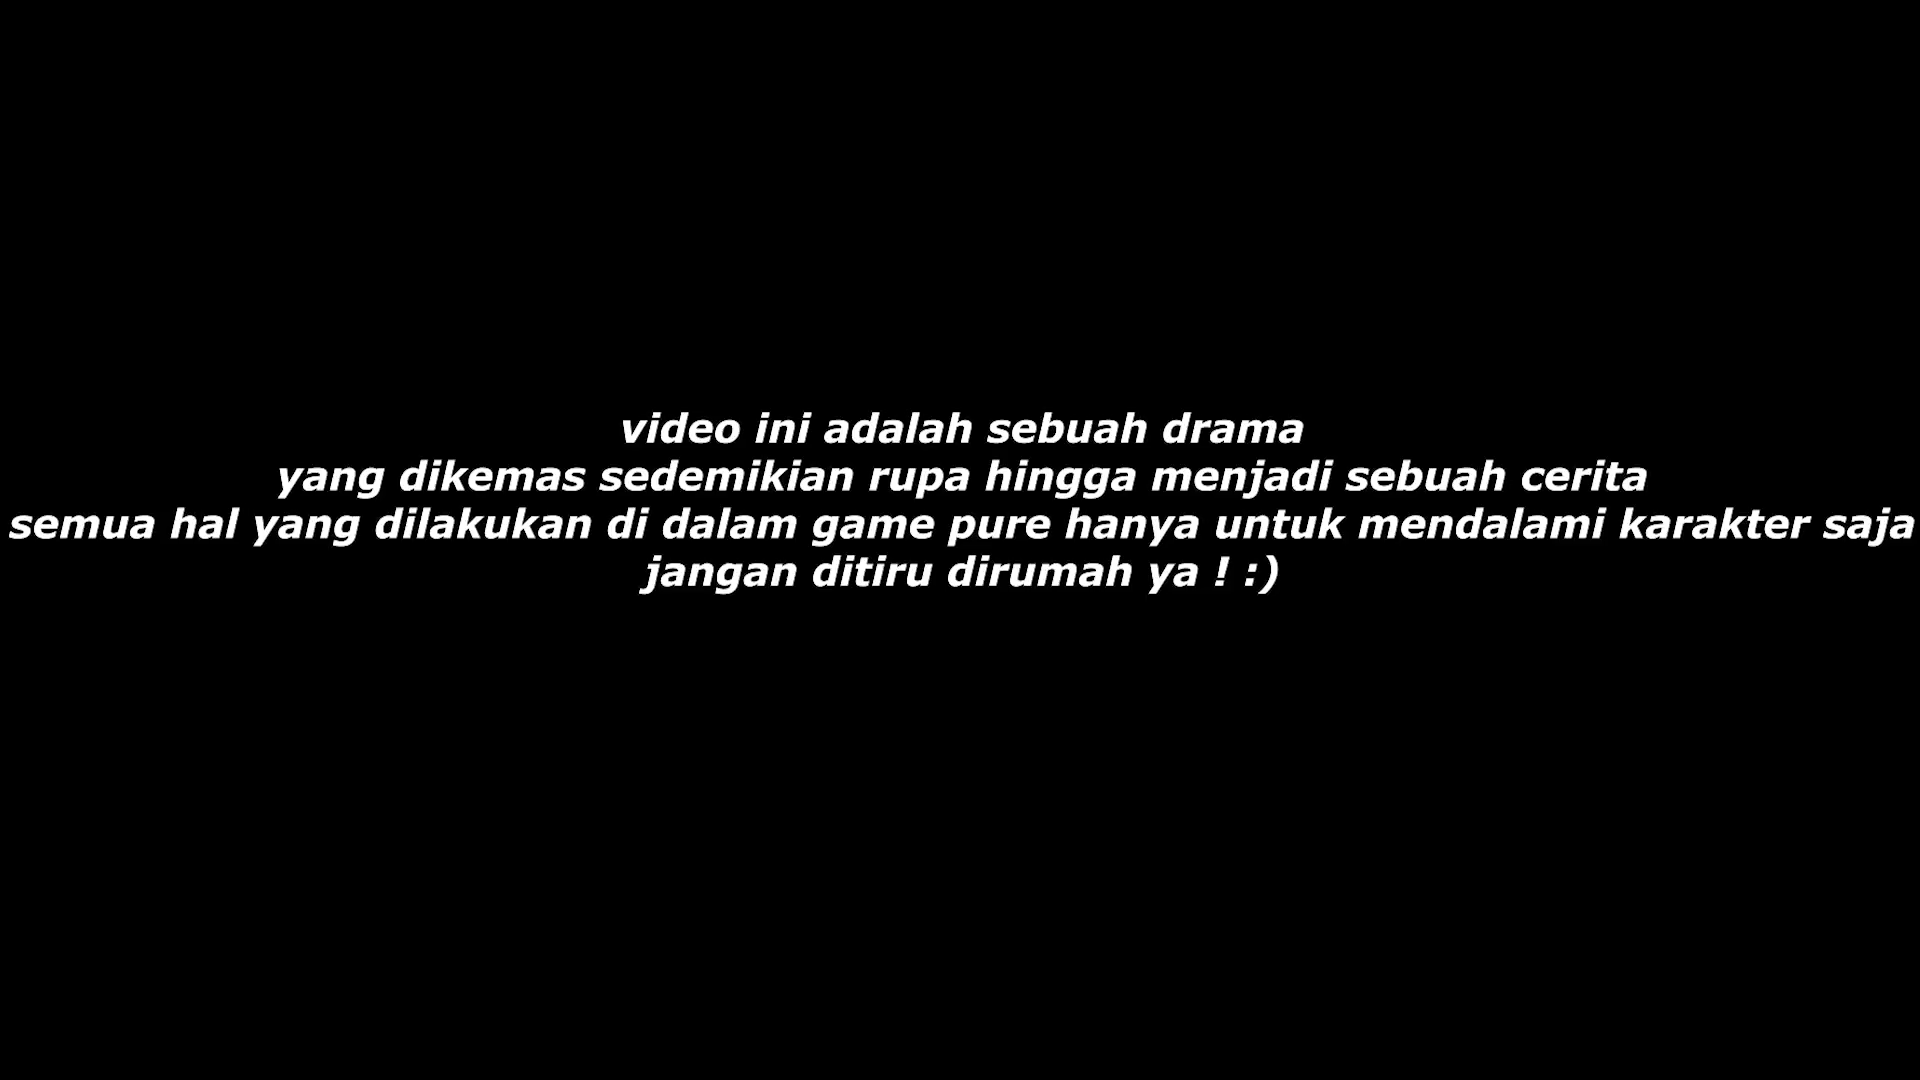 video ini adalah sebuah drama
yang dikemas sedemikian rupa hingga menjadi sebuah cerita
semua hal yang dilakukan di dalam game pure hanya untuk mendalami karakter saja
jangan ditiru dirumah ya ! :)